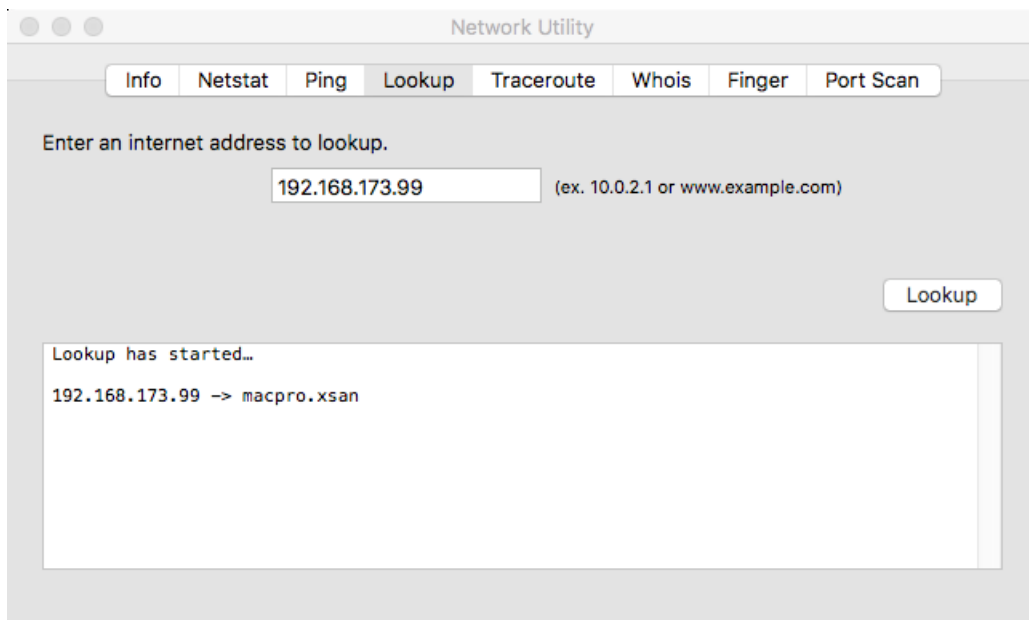 Network Utility
Info Netstat Ping Lookup Traceroute Whois Finger Port Scan
Enter an internet address to lookup.
192.168.173.99 (ex. 10.0.2.1 or www.example.com)
Lookup
Lookup has started…
192.168.173.99 -> macpro.xsan